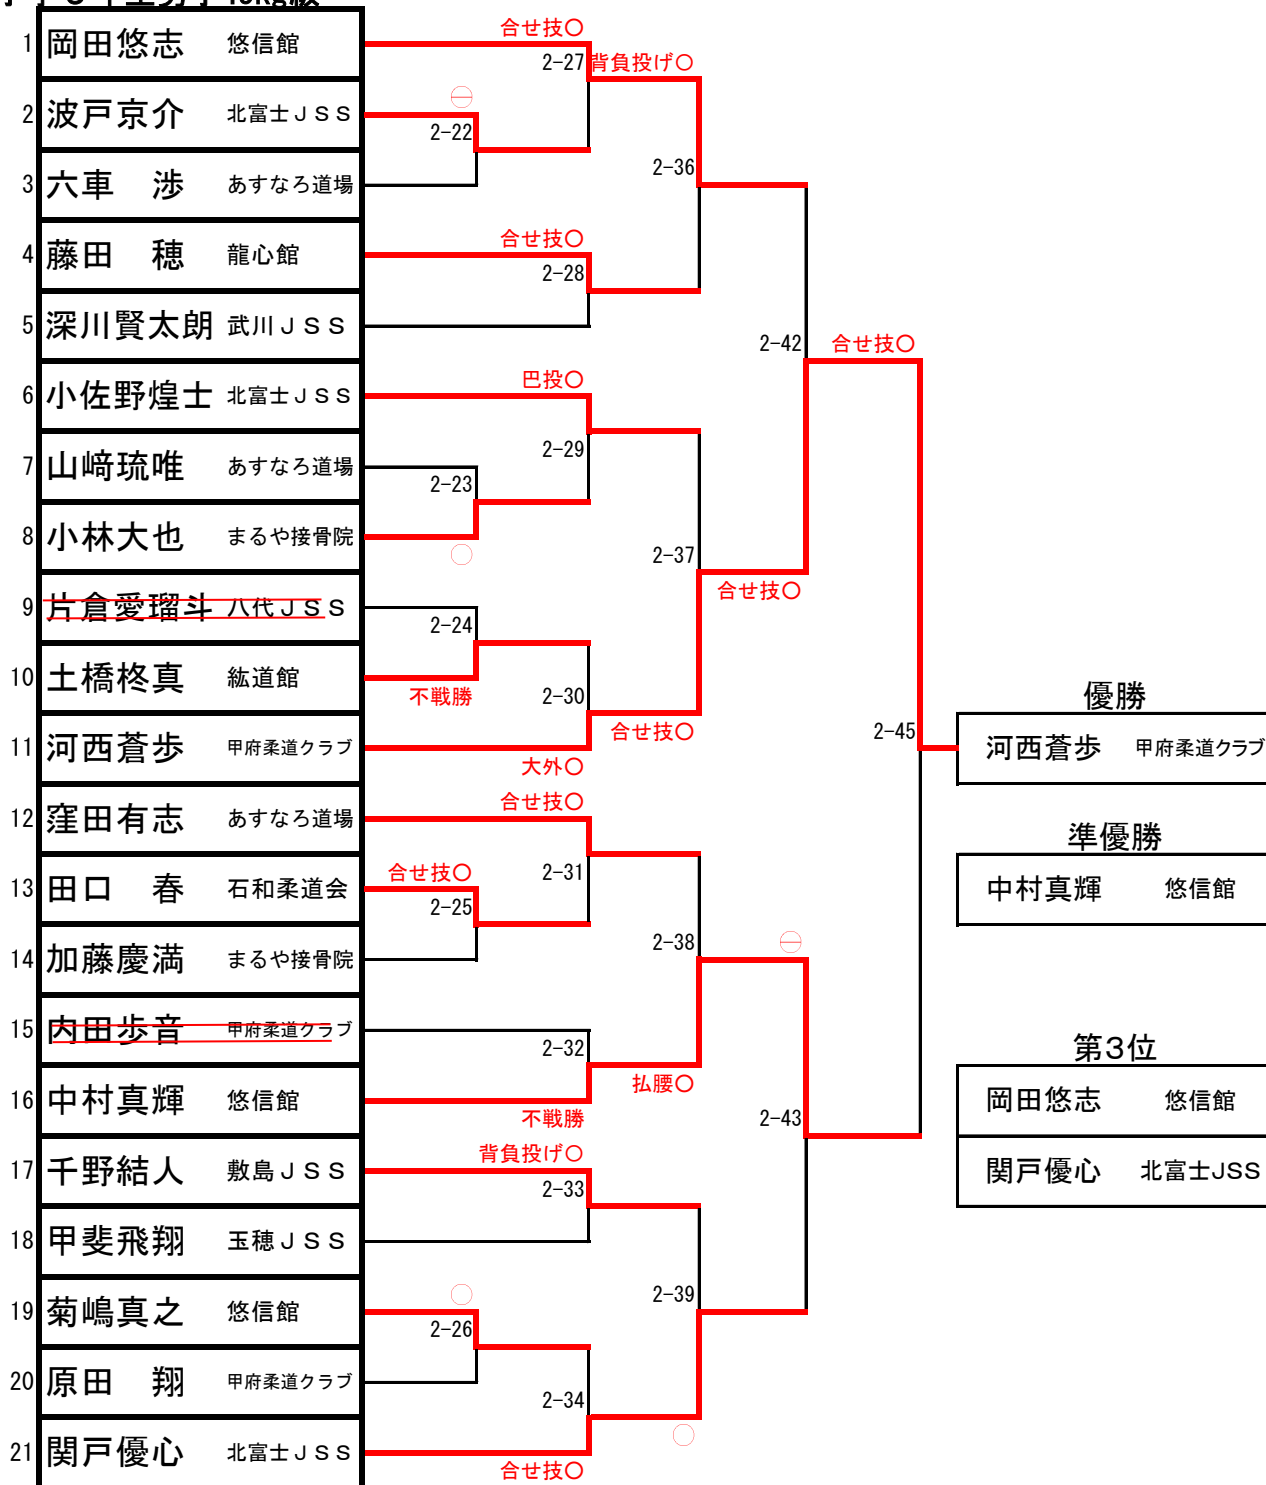 1 岡田悠志 悠信館
2 波戸京介 北富士ＪＳＳ
3 六車　渉 あすなろ道場
4 藤田　穂 龍心館
5 深川賢太朗 武川ＪＳＳ
6 小佐野煌士 北富士ＪＳＳ
7 山﨑琉唯 あすなろ道場
8 小林大也 まるや接骨院
9 片倉愛瑠斗 八代ＪＳＳ
10 土橋柊真 紘道館
11 河西蒼歩 甲府柔道クラブ
12 窪田有志 あすなろ道場
13 田口　春 石和柔道会
14 加藤慶満 まるや接骨院
15 内田歩音 甲府柔道クラブ
16 中村真輝 悠信館
17 千野結人 敷島ＪＳＳ
18 甲斐飛翔 玉穂ＪＳＳ
19 菊嶋真之 悠信館
20 原田　翔 甲府柔道クラブ
21 関戸優心 北富士ＪＳＳ
2-22
2-23
2-24
不戦勝
合せ技〇
2-25
2-26
合せ技〇
2-27
合せ技〇
2-28
巴投〇
2-29
2-30
大外〇
合せ技〇
2-31
2-32
不戦勝
背負投げ〇
2-33
2-34
合せ技〇
背負投げ〇
2-36
2-37
合せ技〇
2-38
払腰〇
2-39
2-42
合せ技〇
2-43
合せ技〇
2-45
優勝
河西蒼歩 甲府柔道クラブ
準優勝
中村真輝 悠信館
第3位
岡田悠志 悠信館
関戸優心 北富士JSS